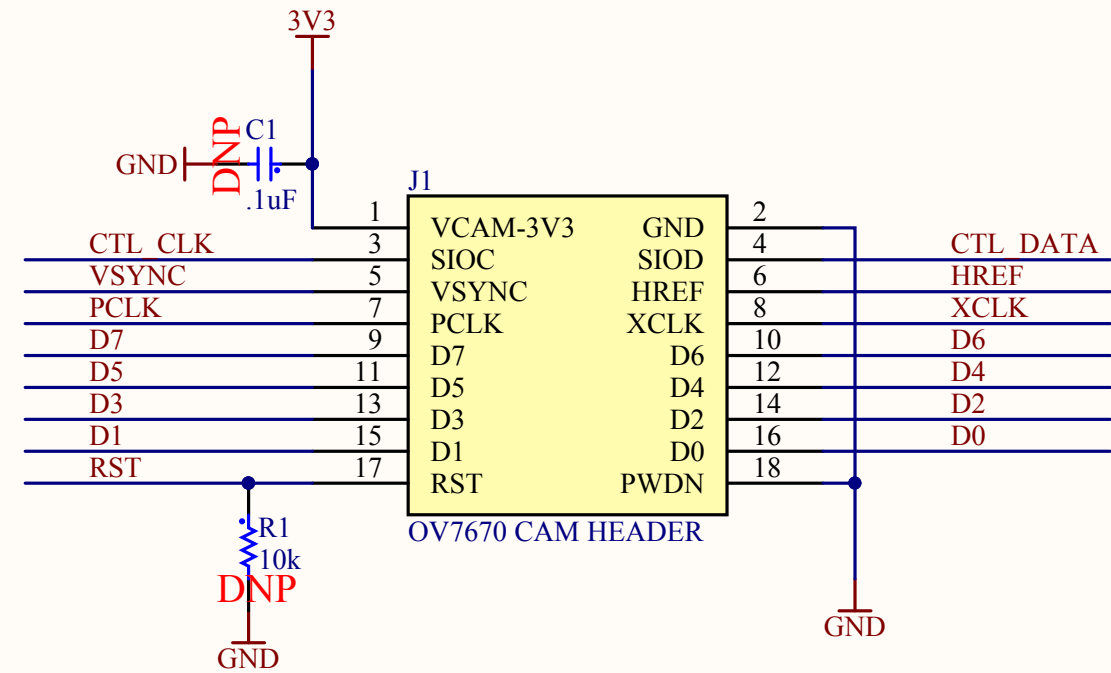 3V3
DNP
C1
GND
.1uF
J1
1 VCAM-3V3 GND 2
CTL_CLK 3 SIOC SIOD 4 CTL_DATA
VSYNC 5 VSYNC HREF 6 HREF
PCLK 7 PCLK XCLK 8 XCLK
D7 9 D7 D6 10 D6
D5 11 D5 D4 12 D4
D3 13 D3 D2 14 D2
D1 15 D1 D0 16 D0
RST 17 RST PWDN 18
OV7670 CAM HEADER
R1
10k
DNP
GND
GND